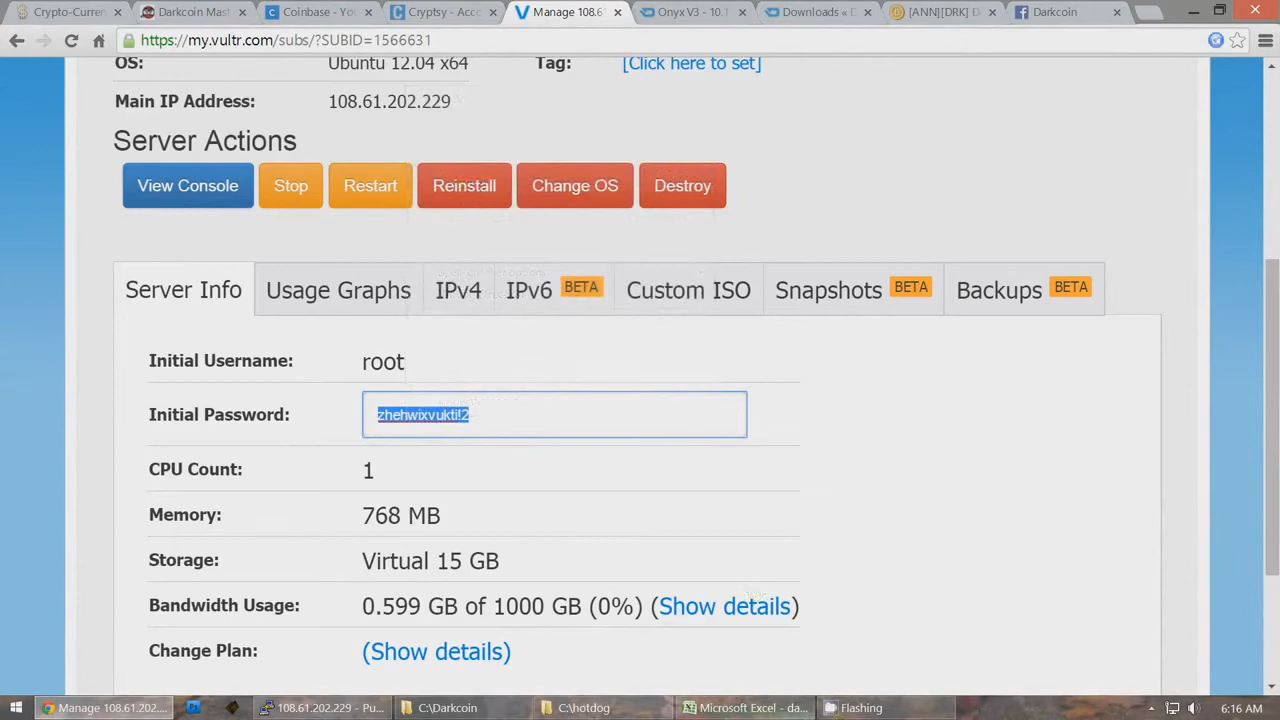 Crypto-Curren
Darkcoin Mast
Coinbase - Yo
Cryptsy - Acco
Manage 108.61
Onyx V3 - 10.1
Downloads - E
[ANN][DRK] D
Darkcoin
https://my.vultr.com/subs/?SUBID=1566631
OS: Ubuntu 12.04 x64 Tag: [Click here to set]
Main IP Address: 108.61.202.229
Server Actions
View Console Stop Restart Reinstall Change OS Destroy
Server Info Usage Graphs IPv4 IPv6 BETA Custom ISO Snapshots BETA Backups BETA
Initial Username: root
Initial Password: zhehwixvukti!2
CPU Count: 1
Memory: 768 MB
Storage: Virtual 15 GB
Bandwidth Usage: 0.599 GB of 1000 GB (0%) (Show details)
Change Plan: (Show details)
Manage 108.61.202... 108.61.202.229 - Pu... C:\Darkcoin C:\hotdog Microsoft Excel - da... Flashing 6:16 AM